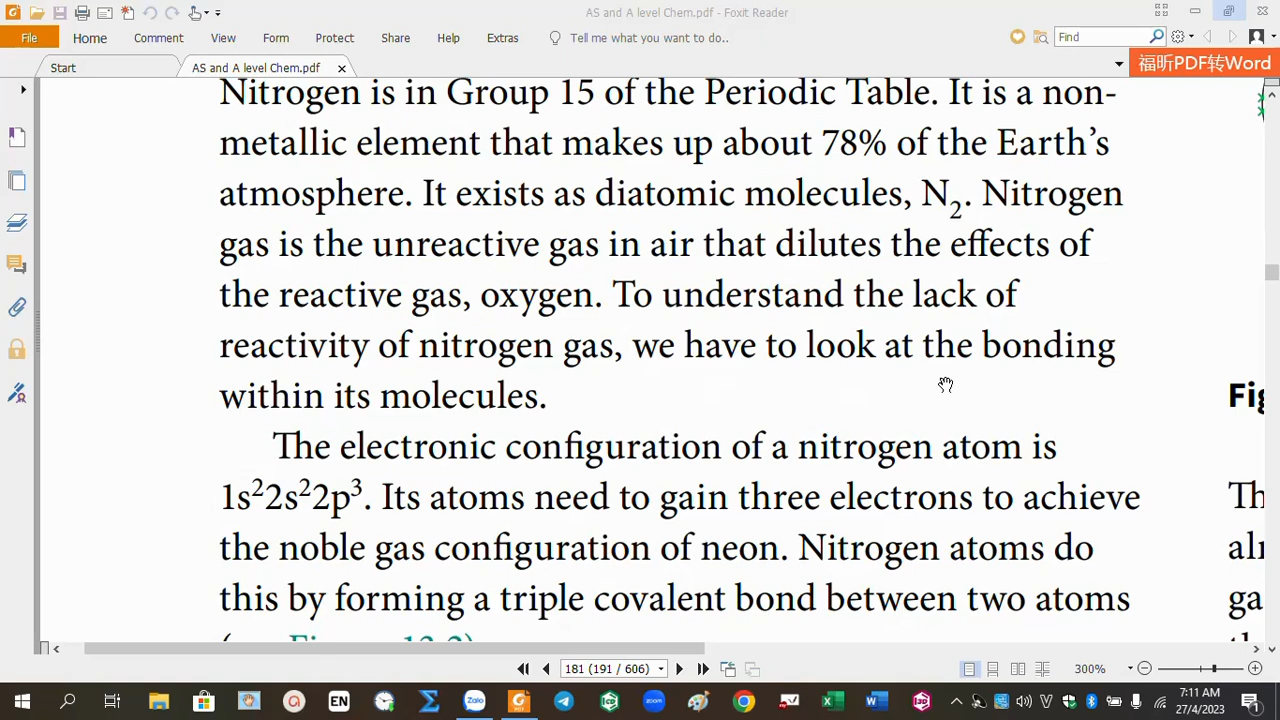 AS and A level Chem.pdf - Foxit Reader
File Home Comment View Form Protect Share Help Extras Tell me what you want to do.. Find
Start AS and A level Chem.pdf 福昕PDF转Word
Nitrogen is in Group 15 of the Periodic Table. It is a non-
metallic element that makes up about 78% of the Earth’s
atmosphere. It exists as diatomic molecules, N₂. Nitrogen
gas is the unreactive gas in air that dilutes the effects of
the reactive gas, oxygen. To understand the lack of
reactivity of nitrogen gas, we have to look at the bonding
within its molecules.
The electronic configuration of a nitrogen atom is
1s²2s²2p³. Its atoms need to gain three electrons to achieve
the noble gas configuration of neon. Nitrogen atoms do
this by forming a triple covalent bond between two atoms
Fig
Th
ga
181 (191 / 606) 300%
EN 7:11 AM
27/4/2023